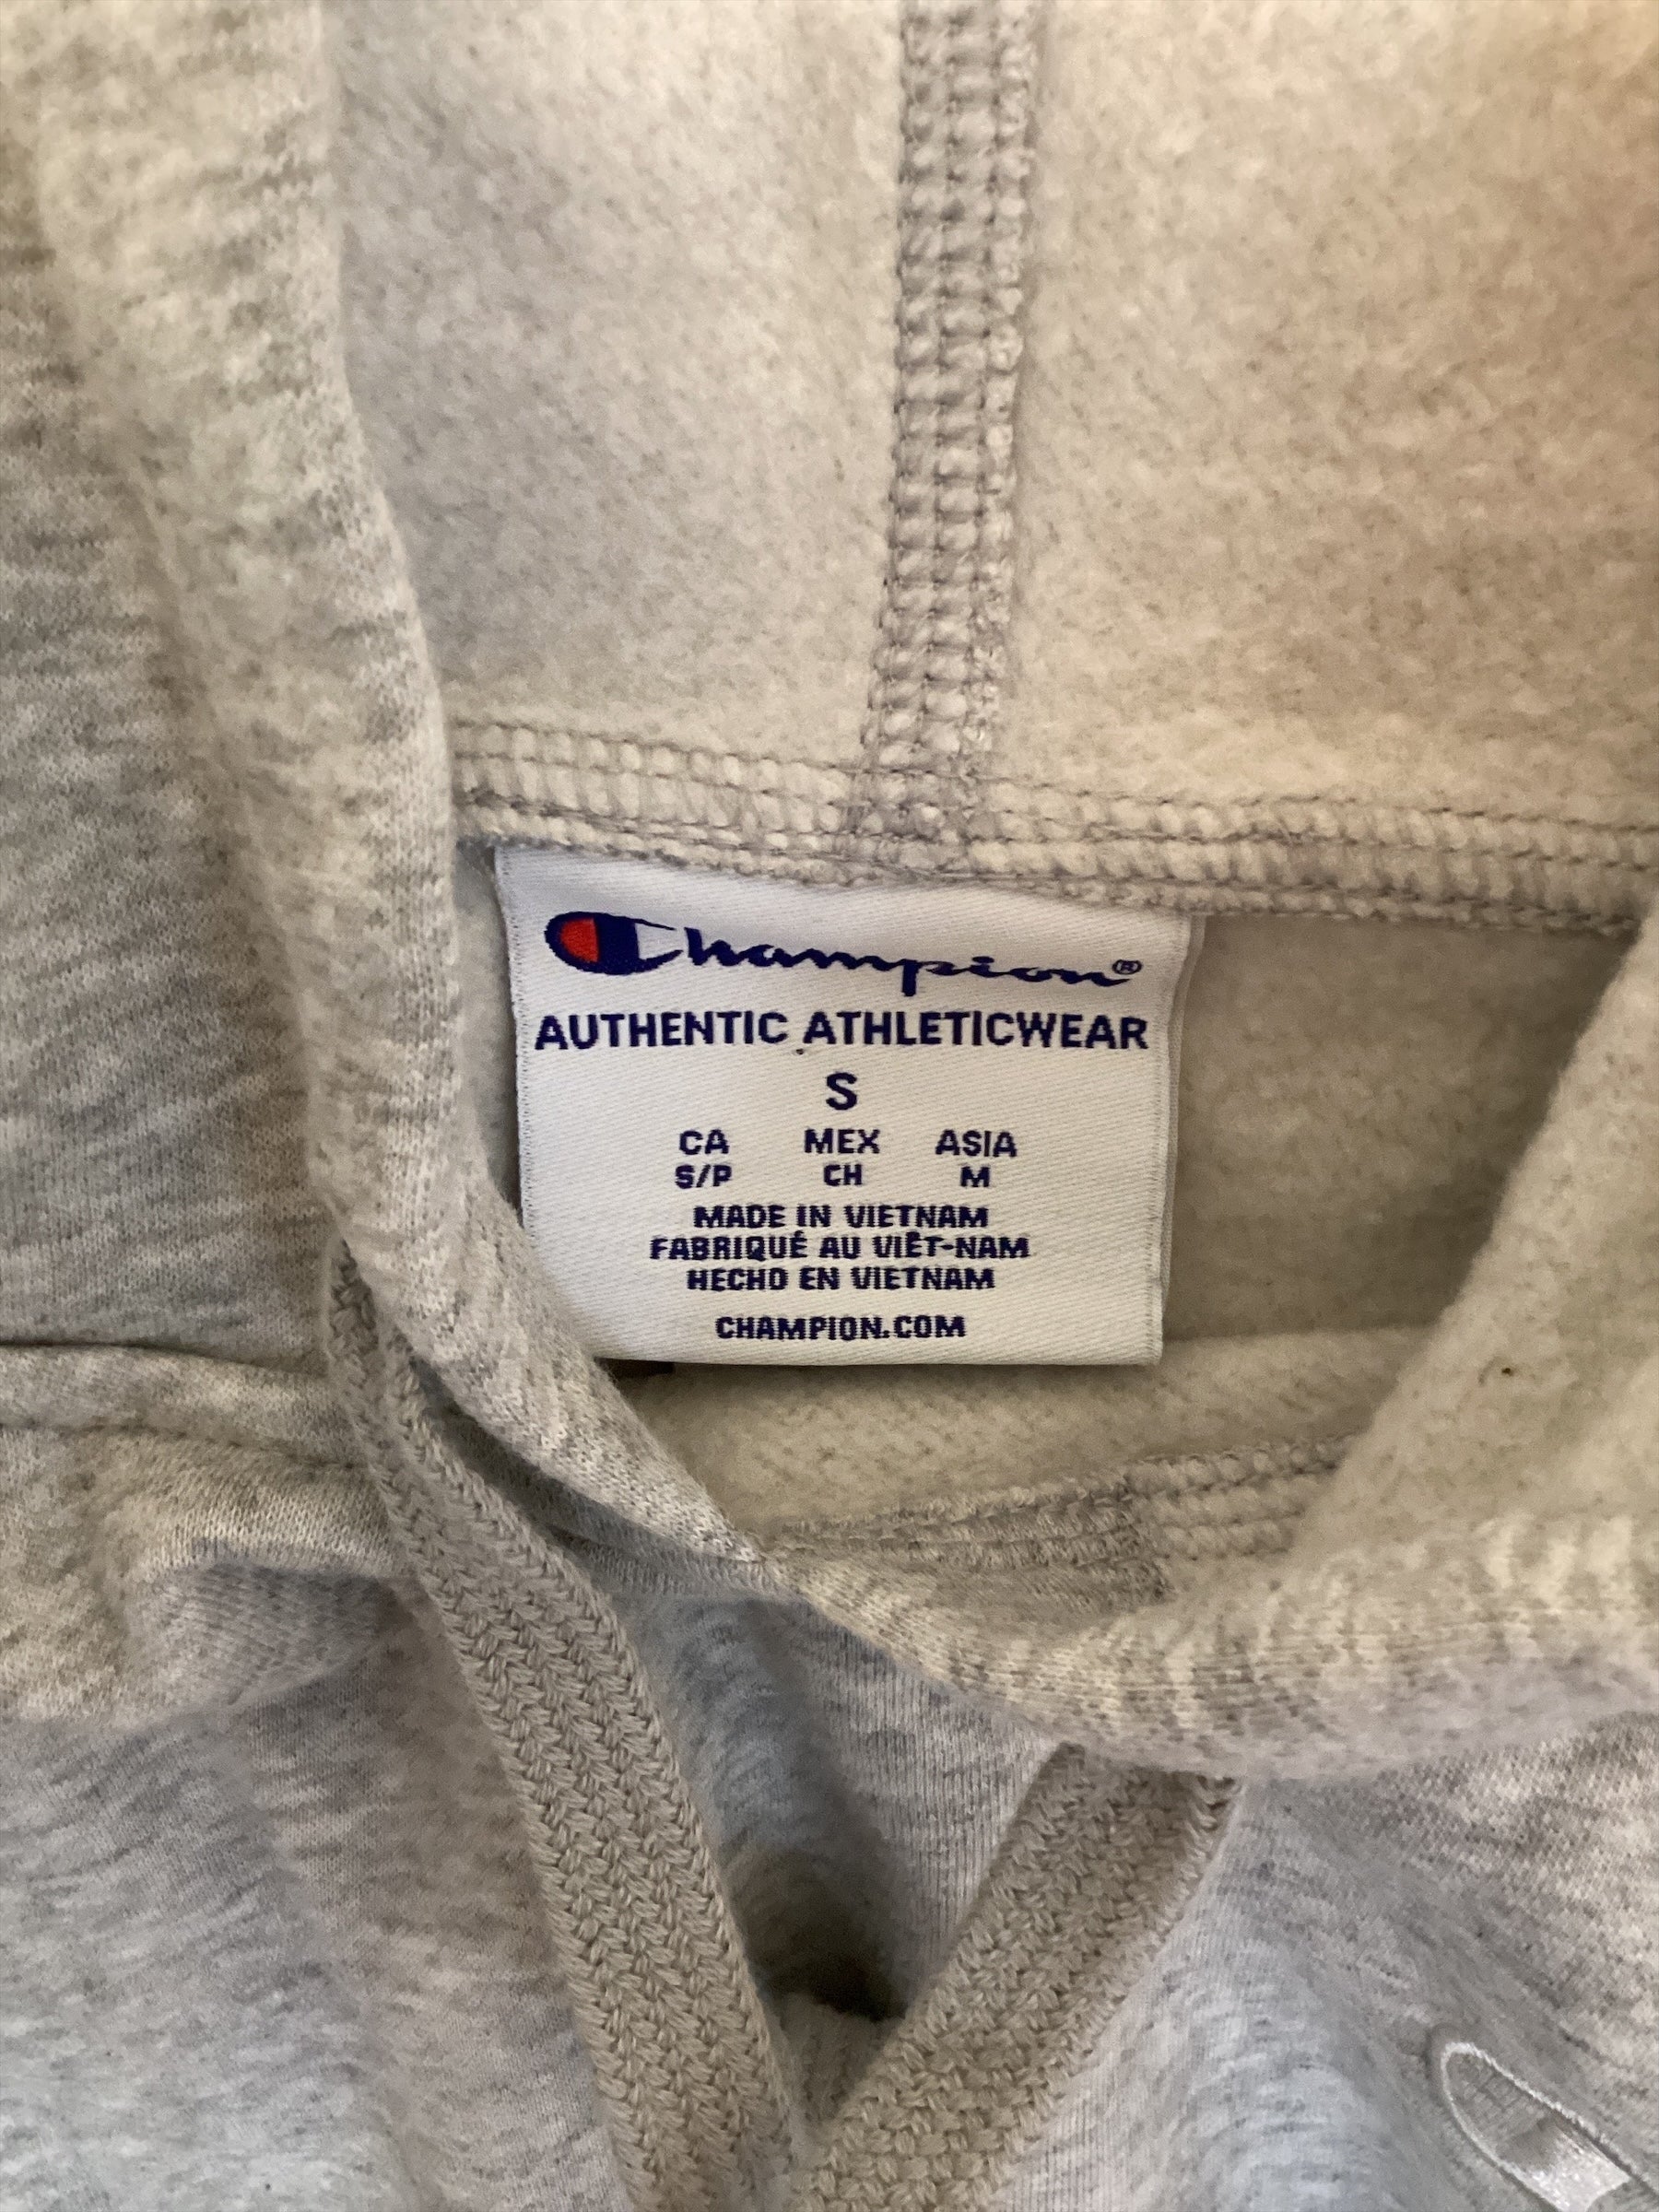 Champion®
AUTHENTIC ATHLETICWEAR
S
CA MEX ASIA
S/P CH M
MADE IN VIETNAM
FABRIQUÉ AU VIÊT-NAM
HECHO EN VIETNAM
CHAMPION.COM